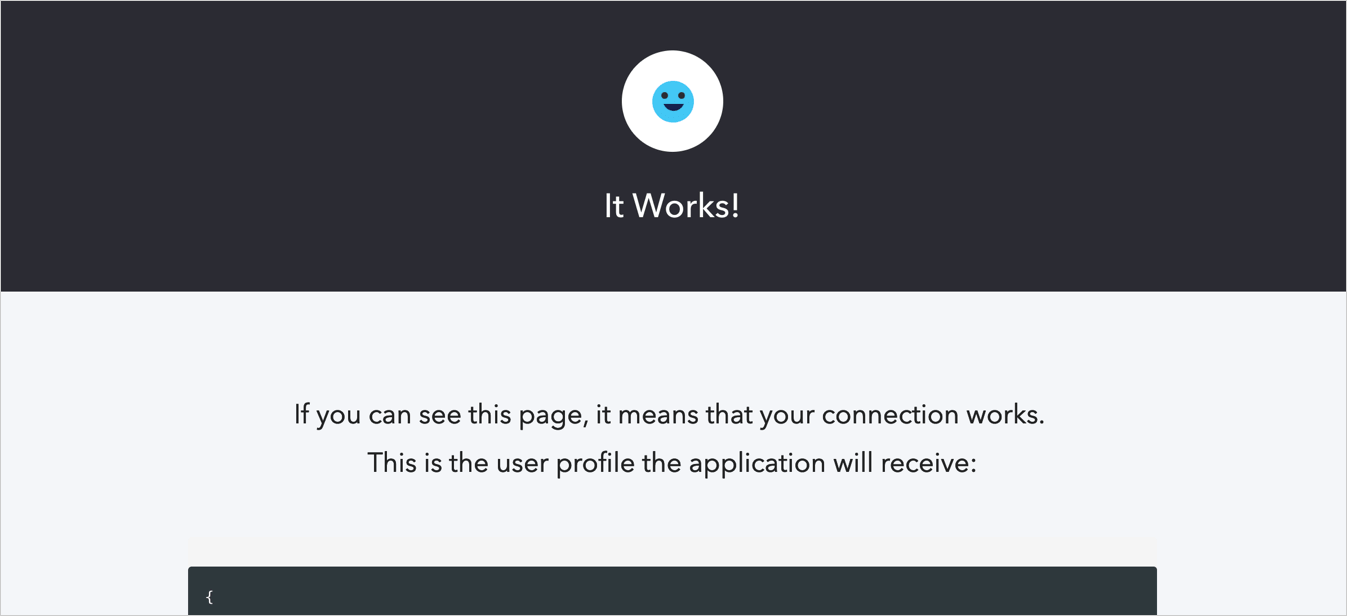 It Works!
If you can see this page, it means that your connection works.
This is the user profile the application will receive:
{